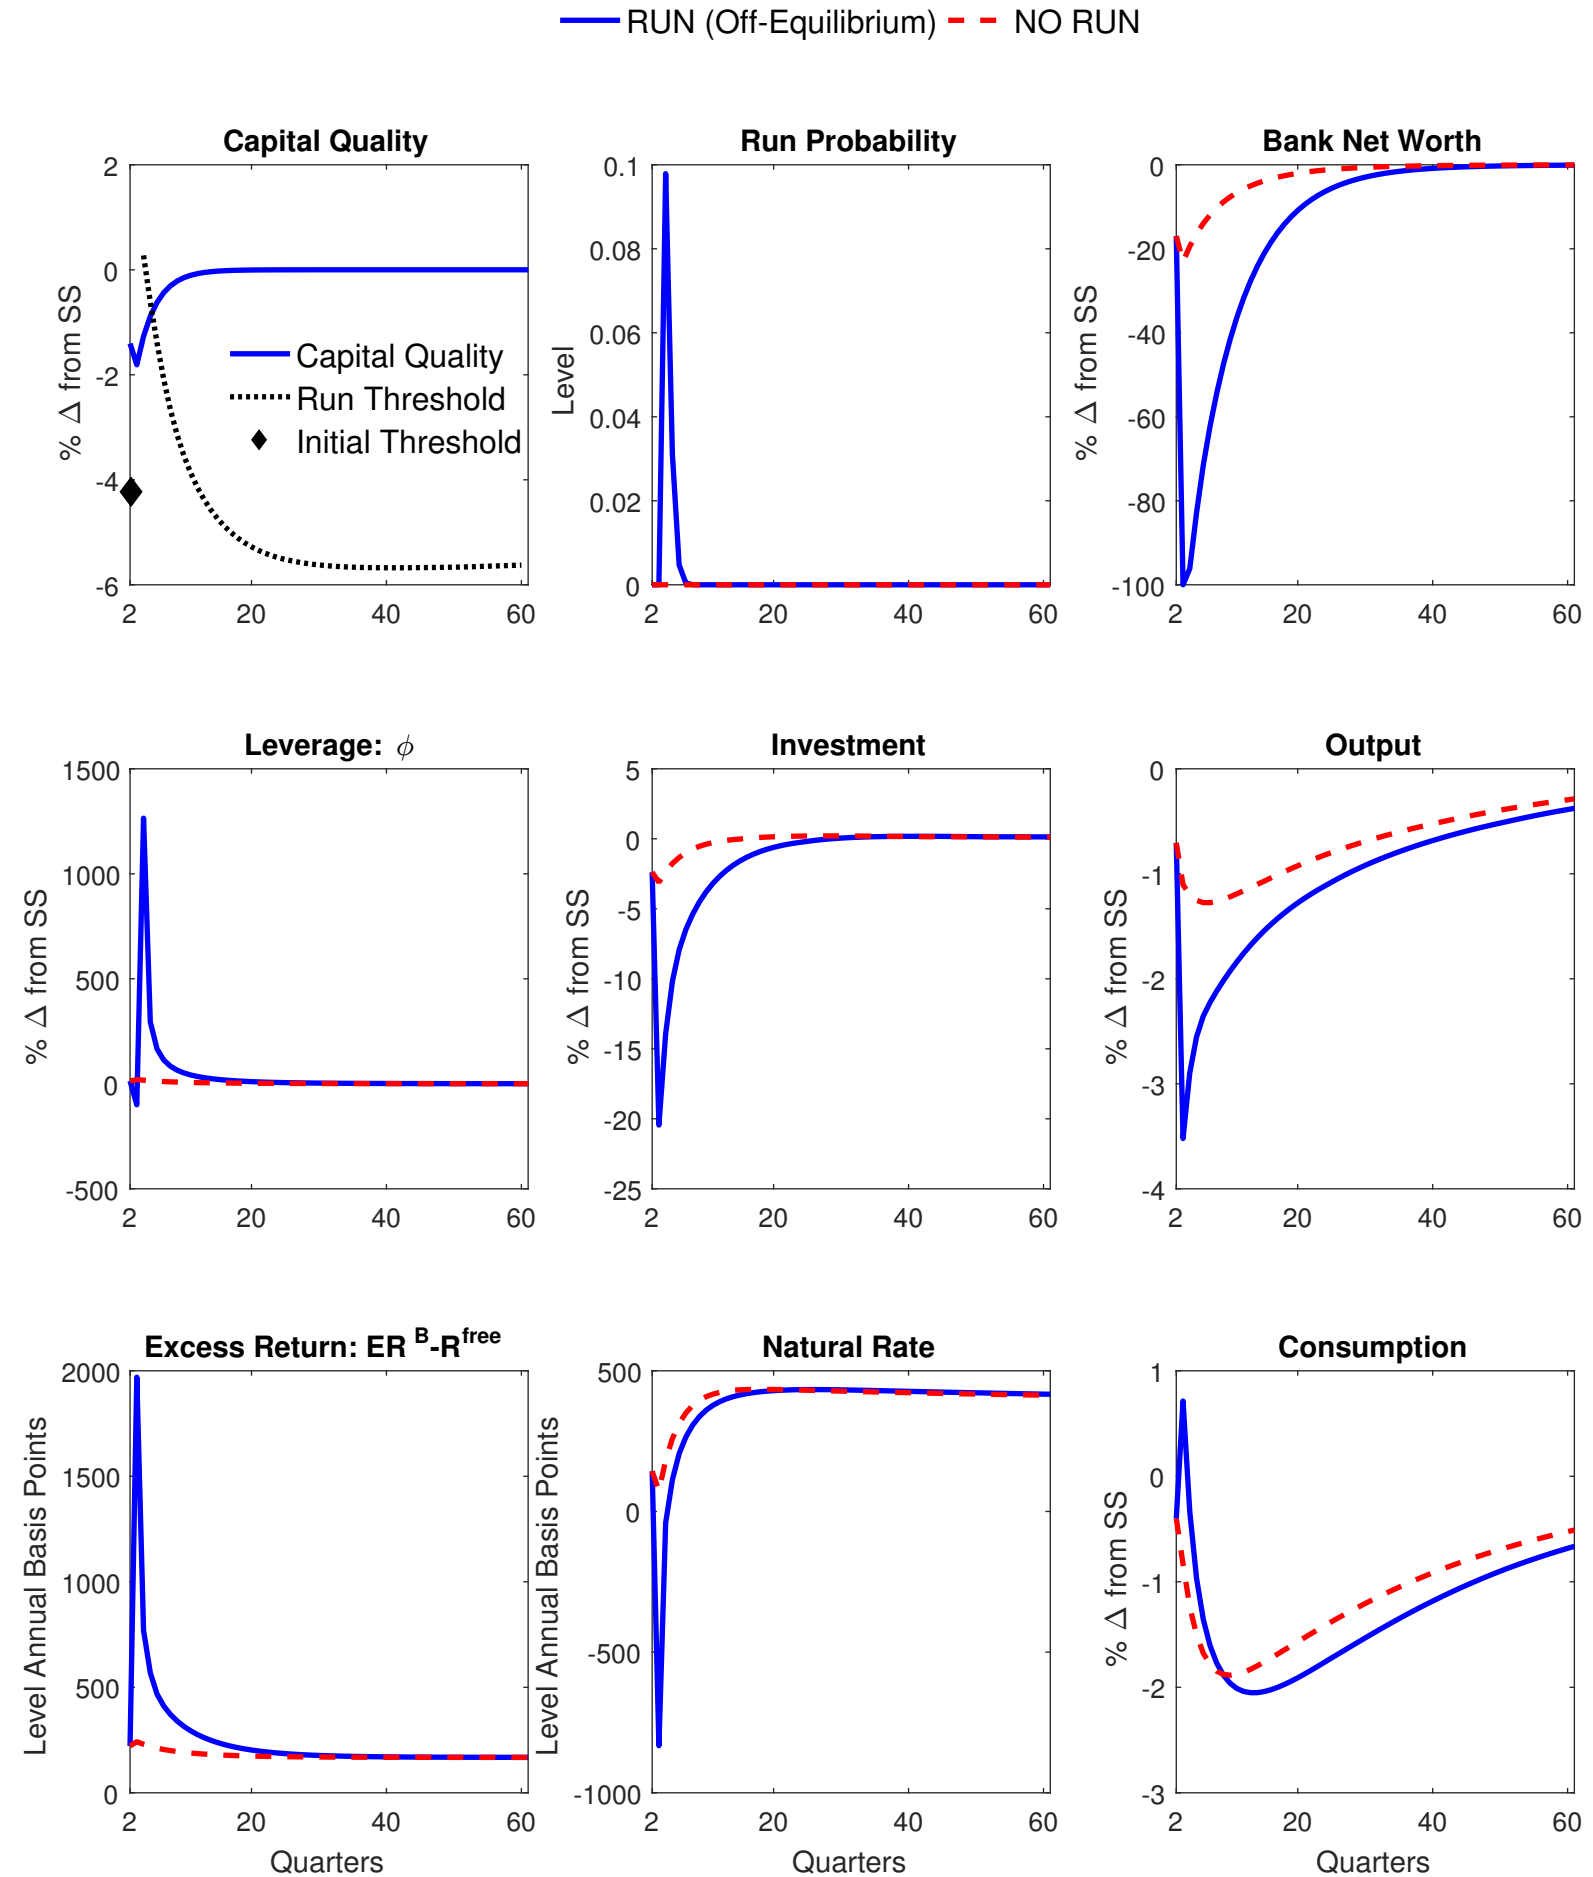 RUN (Off-Equilibrium) NO RUN
Capital Quality
2
0
-2
-4
-6
2 20 40 60
% Δ from SS
Capital Quality
Run Threshold
Initial Threshold
Run Probability
0.1
0.08
0.06
0.04
0.02
0
2 20 40 60
Level
Bank Net Worth
0
-20
-40
-60
-80
-100
2 20 40 60
% Δ from SS
Leverage: ϕ
1500
1000
500
0
-500
2 20 40 60
% Δ from SS
Investment
5
0
-5
-10
-15
-20
-25
2 20 40 60
% Δ from SS
Output
0
-1
-2
-3
-4
2 20 40 60
% Δ from SS
Excess Return: ER B-Rfree
2000
1500
1000
500
0
2 20 40 60
Level Annual Basis Points
Quarters
Natural Rate
500
0
-500
-1000
2 20 40 60
Level Annual Basis Points
Quarters
Consumption
1
0
-1
-2
-3
2 20 40 60
% Δ from SS
Quarters